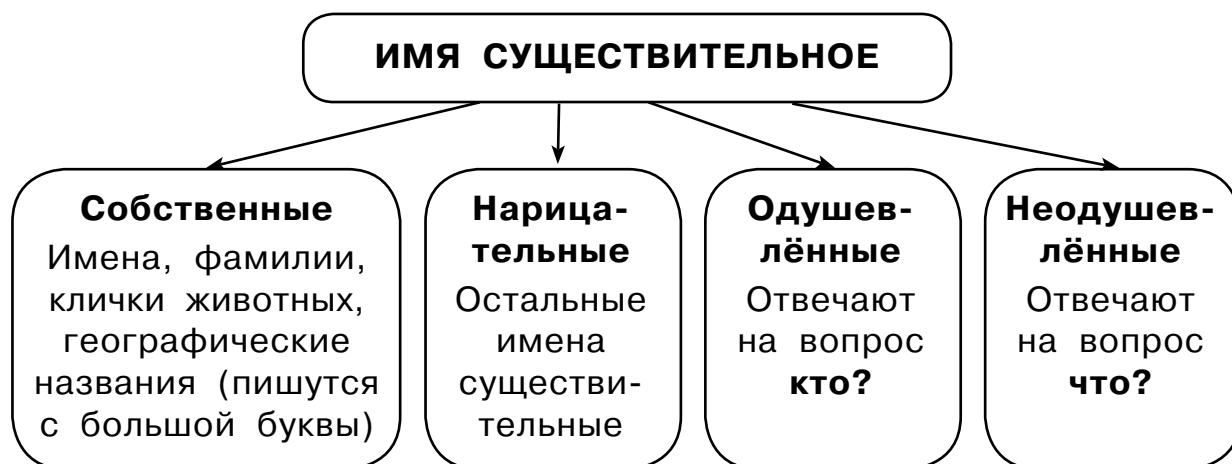 ИМЯ СУЩЕСТВИТЕЛЬНОЕ
Собственные
Имена, фамилии,
клички животных,
географические
названия (пишутся
с большой буквы)
Нарица-
тельные
Остальные
имена
существи-
тельные
Одушев-
лённые
Отвечают
на вопрос
кто?
Неодушев-
лённые
Отвечают
на вопрос
что?